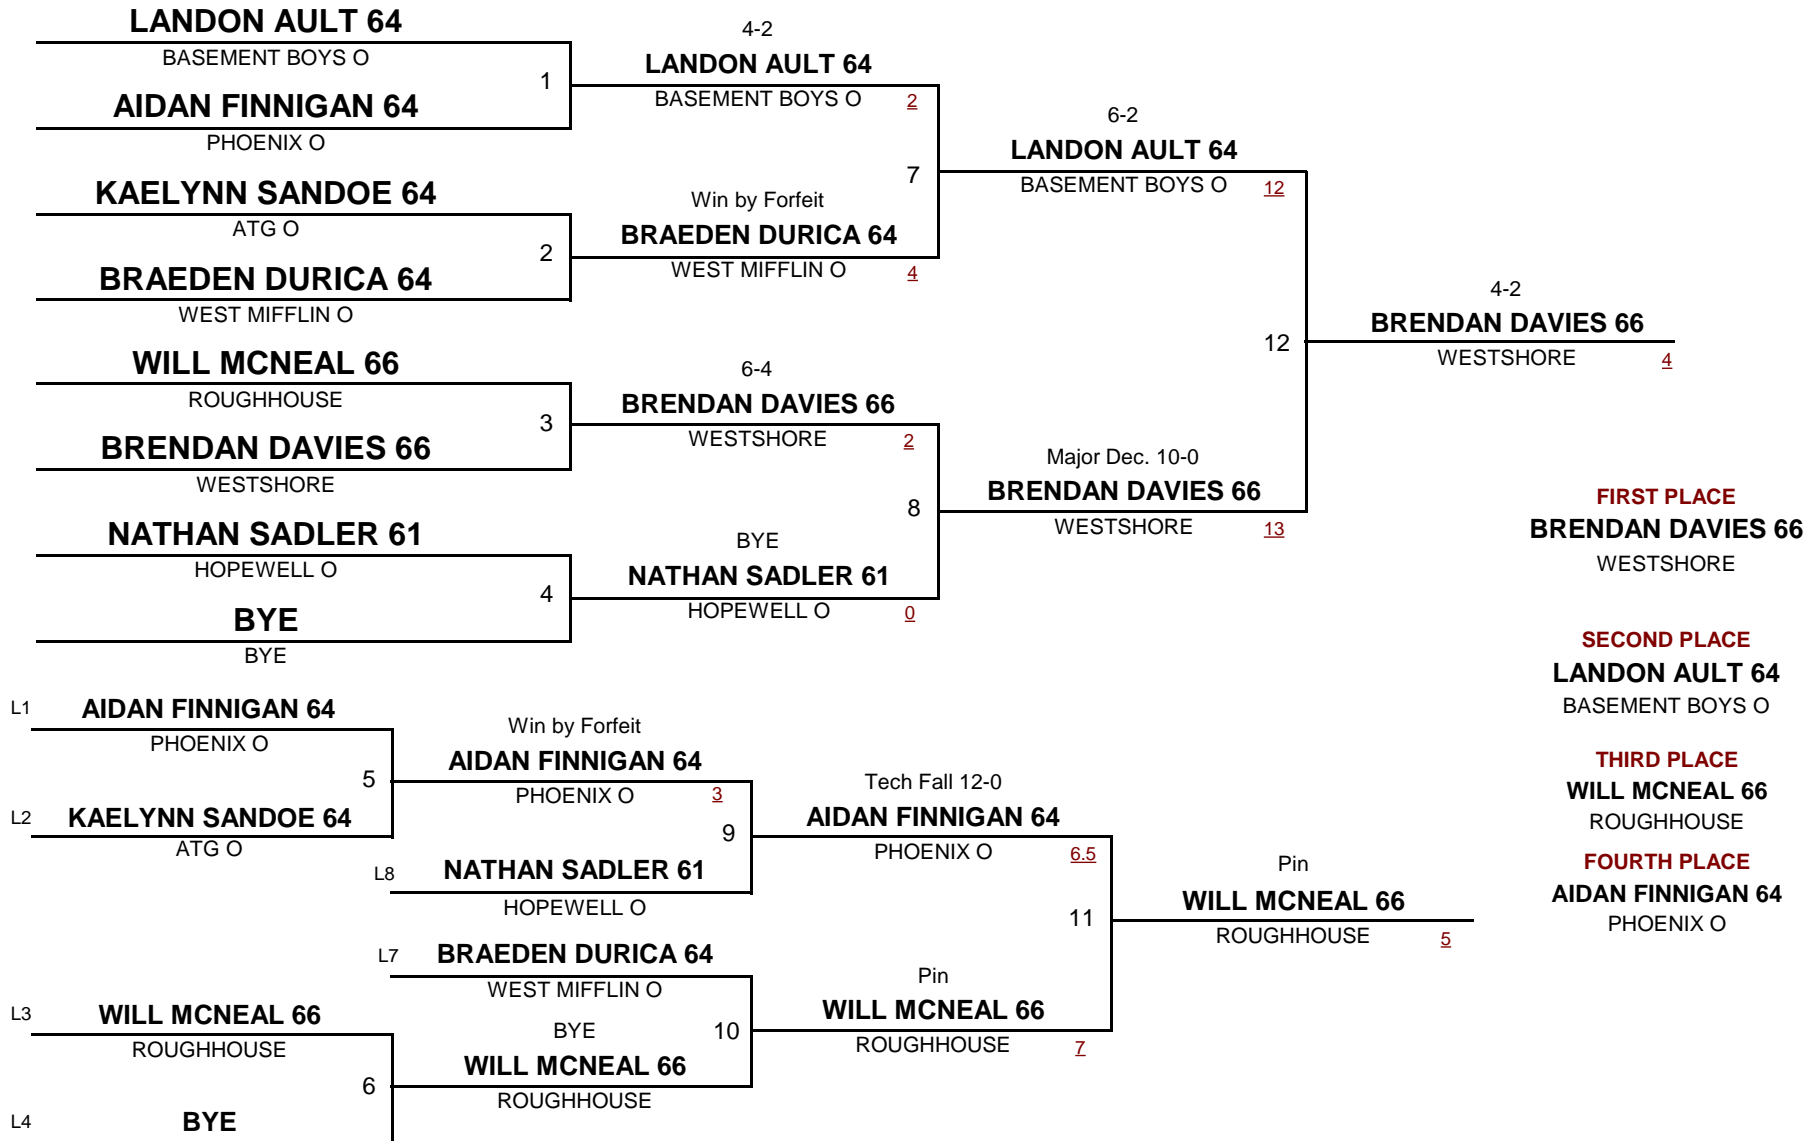 LANDON AULT 64
BASEMENT BOYS O
1
AIDAN FINNIGAN 64
PHOENIX O
KAELYNN SANDOE 64
ATG O
2
BRAEDEN DURICA 64
WEST MIFFLIN O
WILL MCNEAL 66
ROUGHHOUSE
3
BRENDAN DAVIES 66
WESTSHORE
NATHAN SADLER 61
HOPEWELL O
4
BYE
BYE
4-2
LANDON AULT 64
BASEMENT BOYS O 2
7
Win by Forfeit
BRAEDEN DURICA 64
WEST MIFFLIN O 4
6-4
BRENDAN DAVIES 66
WESTSHORE 2
8
BYE
NATHAN SADLER 61
HOPEWELL O 0
6-2
LANDON AULT 64
BASEMENT BOYS O 12
12
Major Dec. 10-0
BRENDAN DAVIES 66
WESTSHORE 13
4-2
BRENDAN DAVIES 66
WESTSHORE 4
FIRST PLACE
BRENDAN DAVIES 66
WESTSHORE
SECOND PLACE
LANDON AULT 64
BASEMENT BOYS O
THIRD PLACE
WILL MCNEAL 66
ROUGHHOUSE
FOURTH PLACE
AIDAN FINNIGAN 64
PHOENIX O
L1 AIDAN FINNIGAN 64
PHOENIX O
5
L2 KAELYNN SANDOE 64
ATG O
L3 WILL MCNEAL 66
ROUGHHOUSE
6
L4 BYE
Win by Forfeit
AIDAN FINNIGAN 64
PHOENIX O 3
9
L8 NATHAN SADLER 61
HOPEWELL O
L7 BRAEDEN DURICA 64
WEST MIFFLIN O
BYE 10
WILL MCNEAL 66
ROUGHHOUSE
Tech Fall 12-0
AIDAN FINNIGAN 64
PHOENIX O 6.5
11
Pin
WILL MCNEAL 66
ROUGHHOUSE 7
Pin
WILL MCNEAL 66
ROUGHHOUSE 5